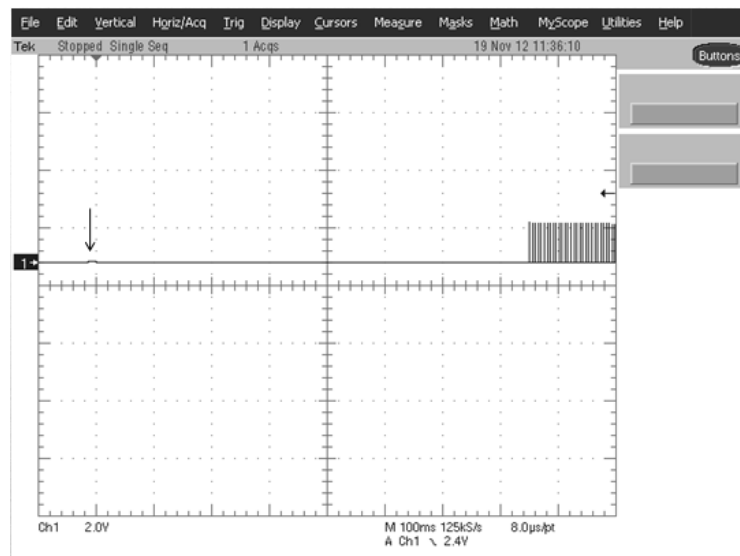 File Edit Vertical Horiz/Acq Trig Display Cursors Measure Masks Math MyScope Utilities Help
Tek Stopped Single Seq 1 Acqs 19 Nov 12 11:36:10
Buttons
1
Ch1 2.0V M 100ms 125kS/s 8.0µs/pt
A Ch1 \ 2.4V